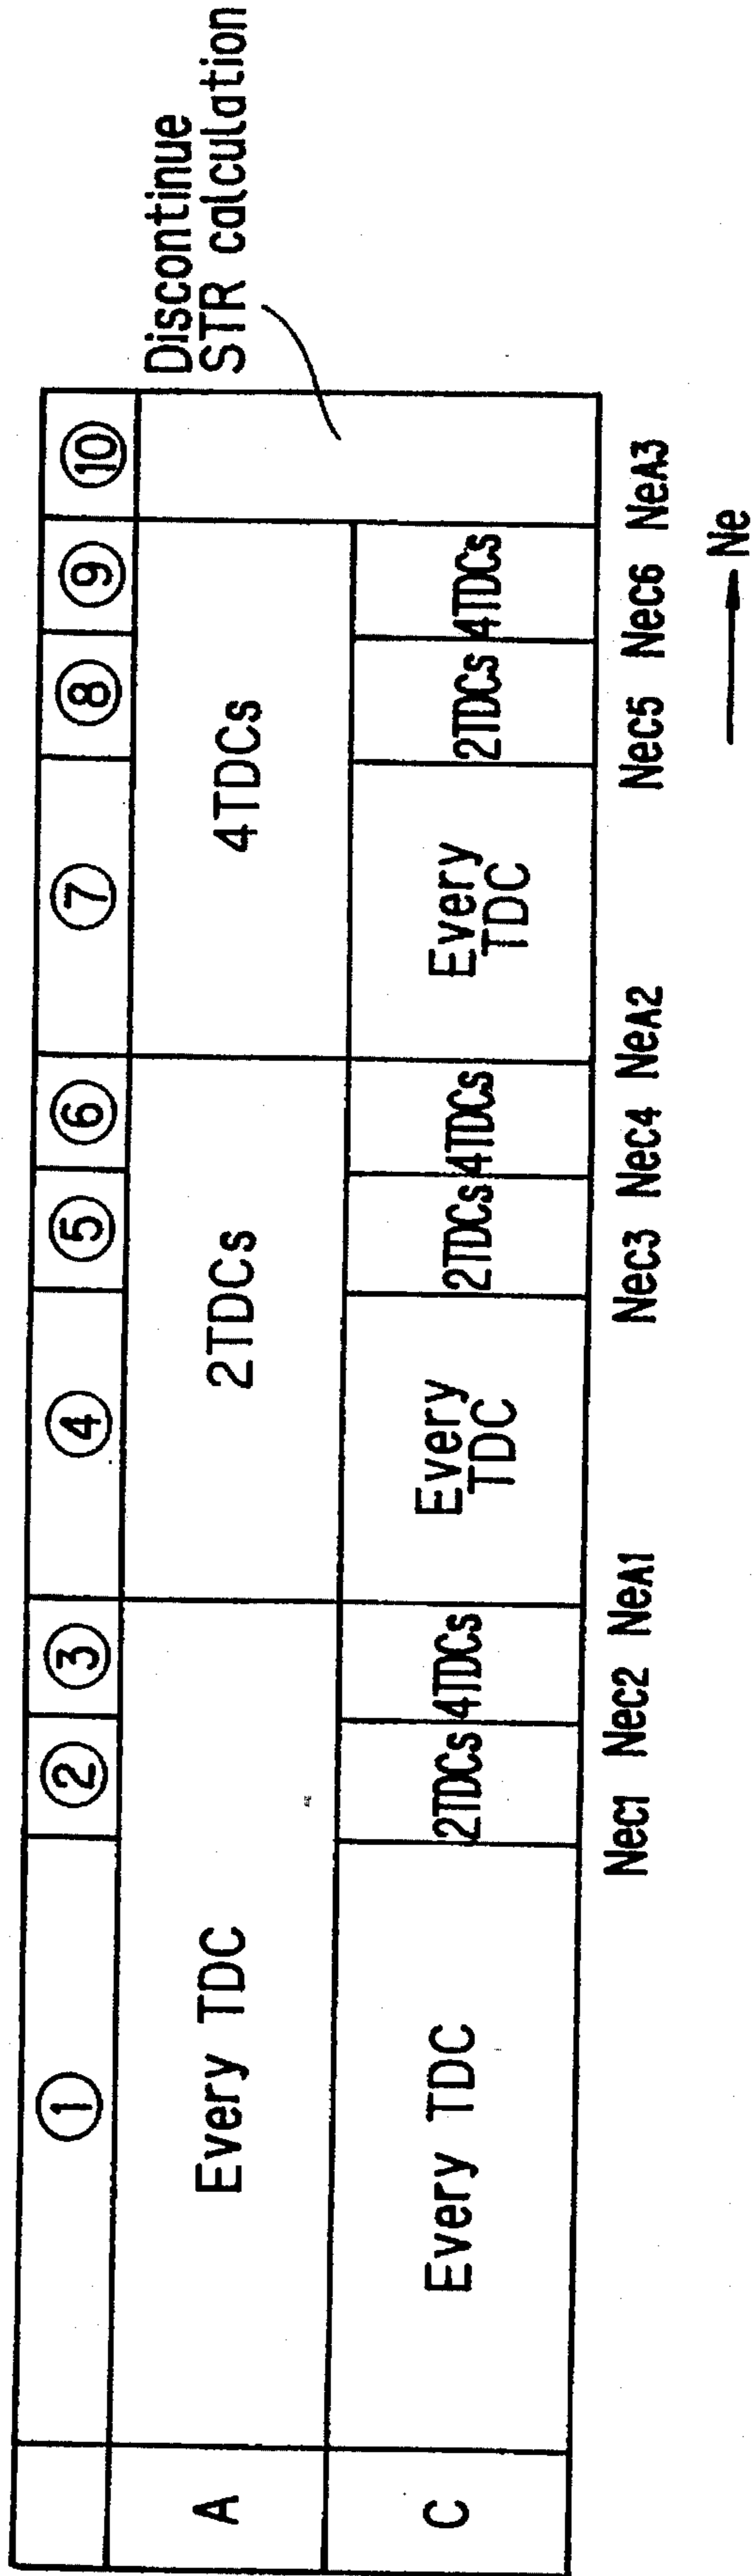 ① ② ③ ④ ⑤ ⑥ ⑦ ⑧ ⑨ ⑩
Discontinue
STR calculation
A Every TDC 2TDCs 4TDCs
C Every TDC 2TDCs 4TDCs Every
TDC 2TDCs 4TDCs Every
TDC 2TDCs 4TDCs
NeC1 NeC2 NeA1 NeC3 NeC4 NeA2 NeC5 NeC6 NeA3
Ne